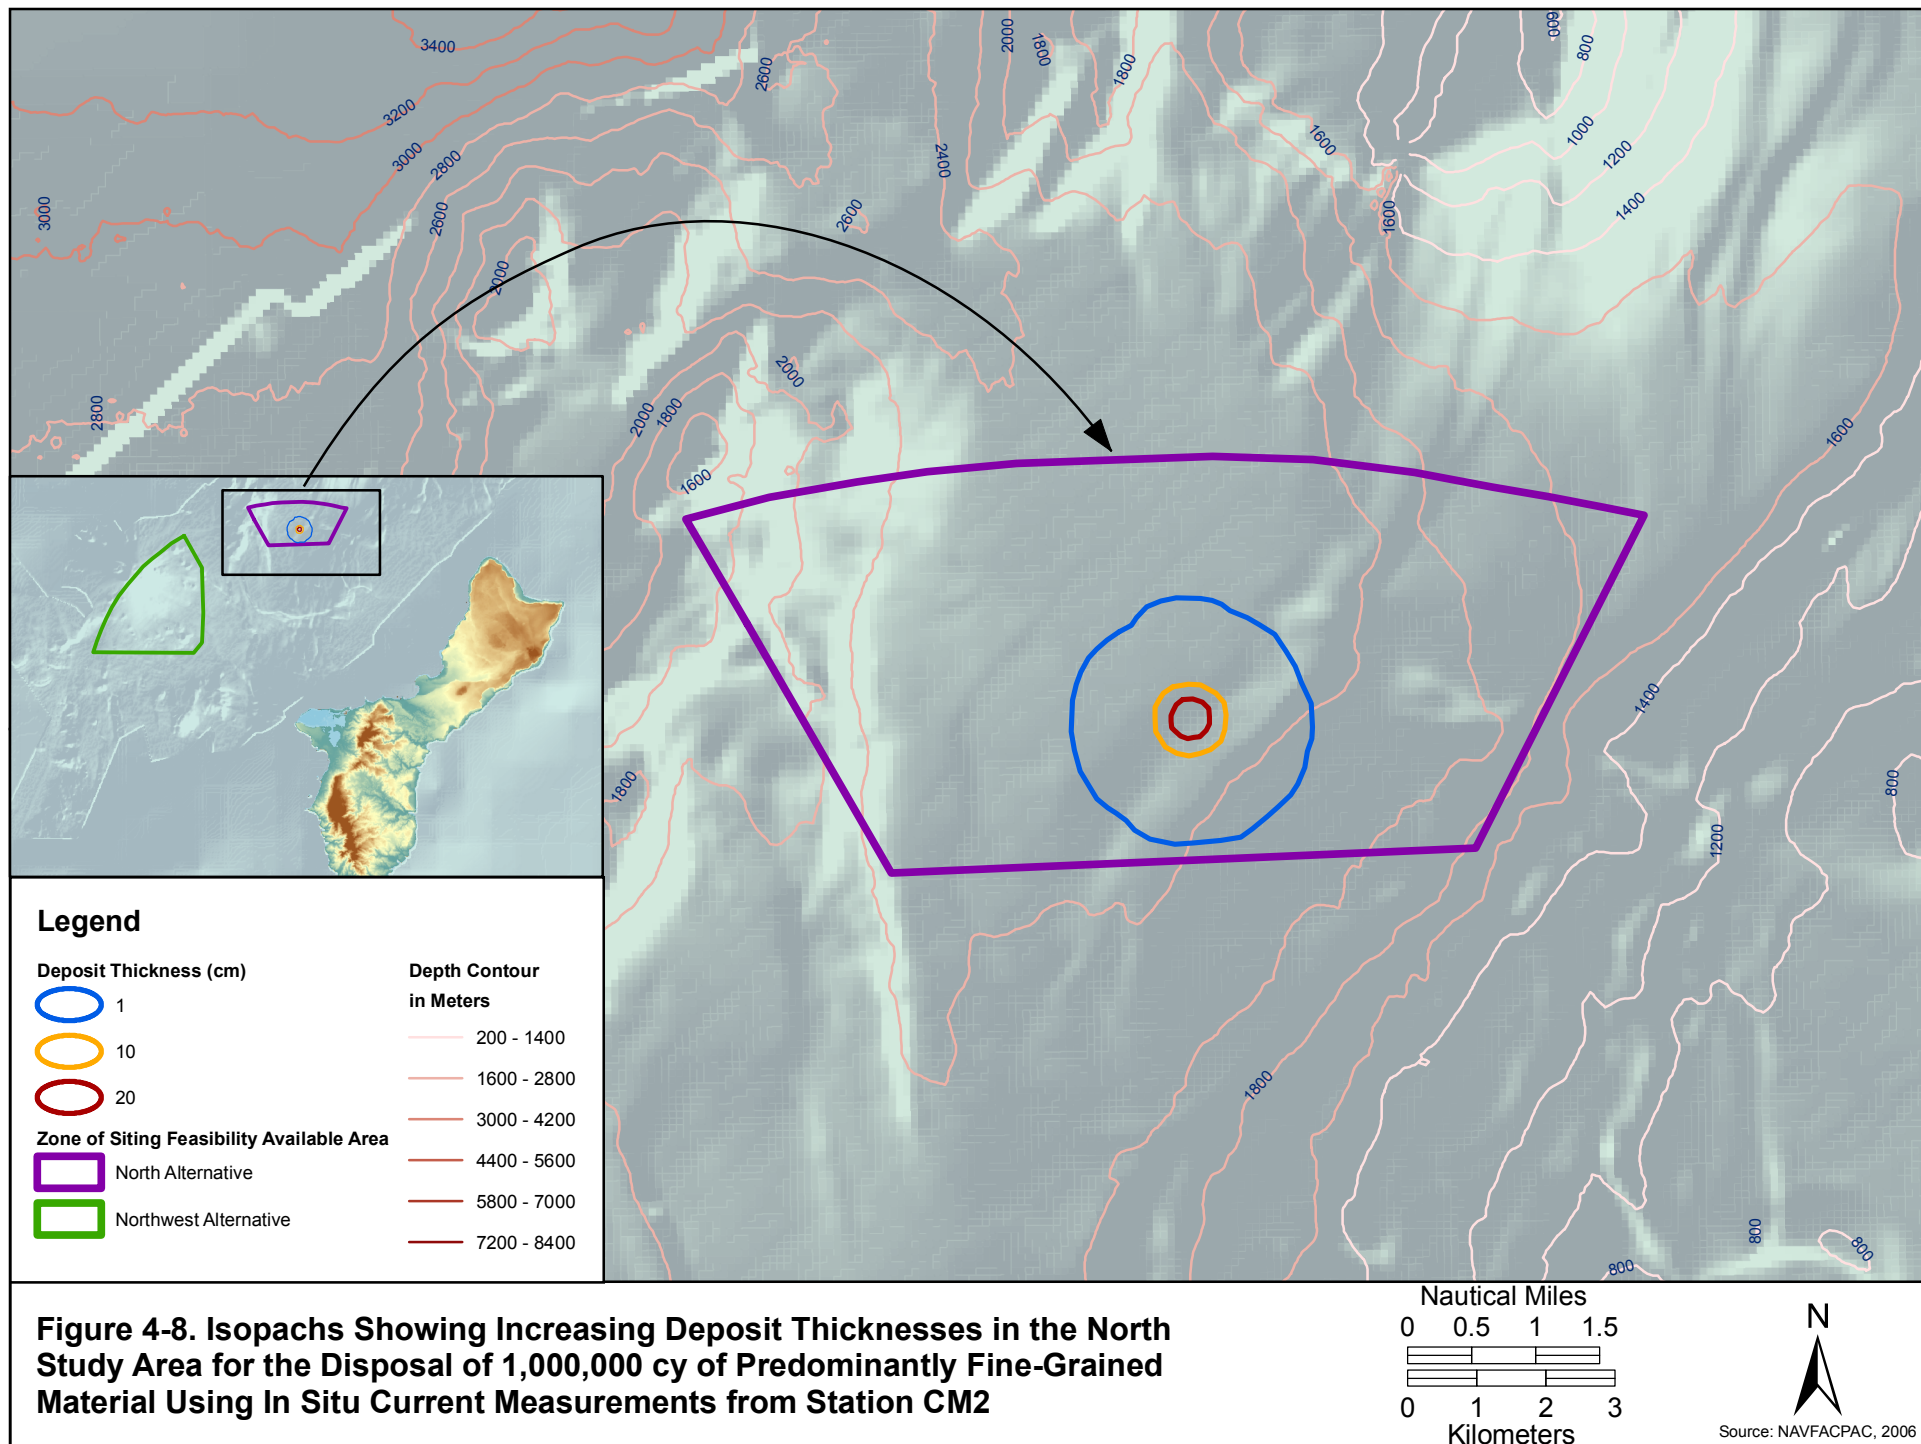 3400
3200
3000
2800
2600
2600
2000
2600
3000
2800
2000
2000
1800
1600
2400
2000
1800
1800
1600
1600
600
800
1000
1200
1400
1600
1400
1200
800
1800
1800
800
800
800
Legend
Deposit Thickness (cm)
1
10
20
Zone of Siting Feasibility Available Area
North Alternative
Northwest Alternative
Depth Contour
in Meters
200 - 1400
1600 - 2800
3000 - 4200
4400 - 5600
5800 - 7000
7200 - 8400
Figure 4-8. Isopachs Showing Increasing Deposit Thicknesses in the North
Study Area for the Disposal of 1,000,000 cy of Predominantly Fine-Grained
Material Using In Situ Current Measurements from Station CM2
Nautical Miles
0 0.5 1 1.5
0 1 2 3
Kilometers
N
Source: NAVFACPAC, 2006